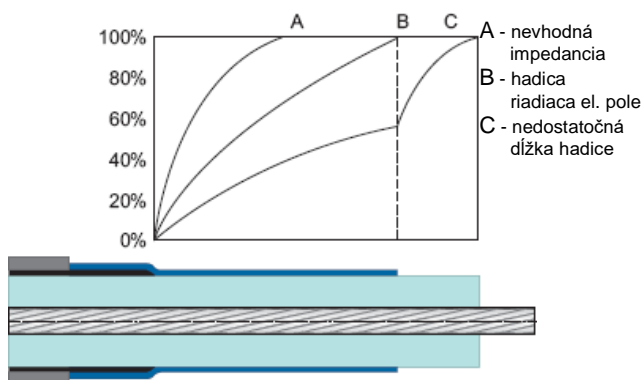 A B C
100%
80%
60%
40%
20%
0%
A - nevhodná
impedancia
B - hadica
riadiaca el. pole
C - nedostatočná
dĺžka hadice